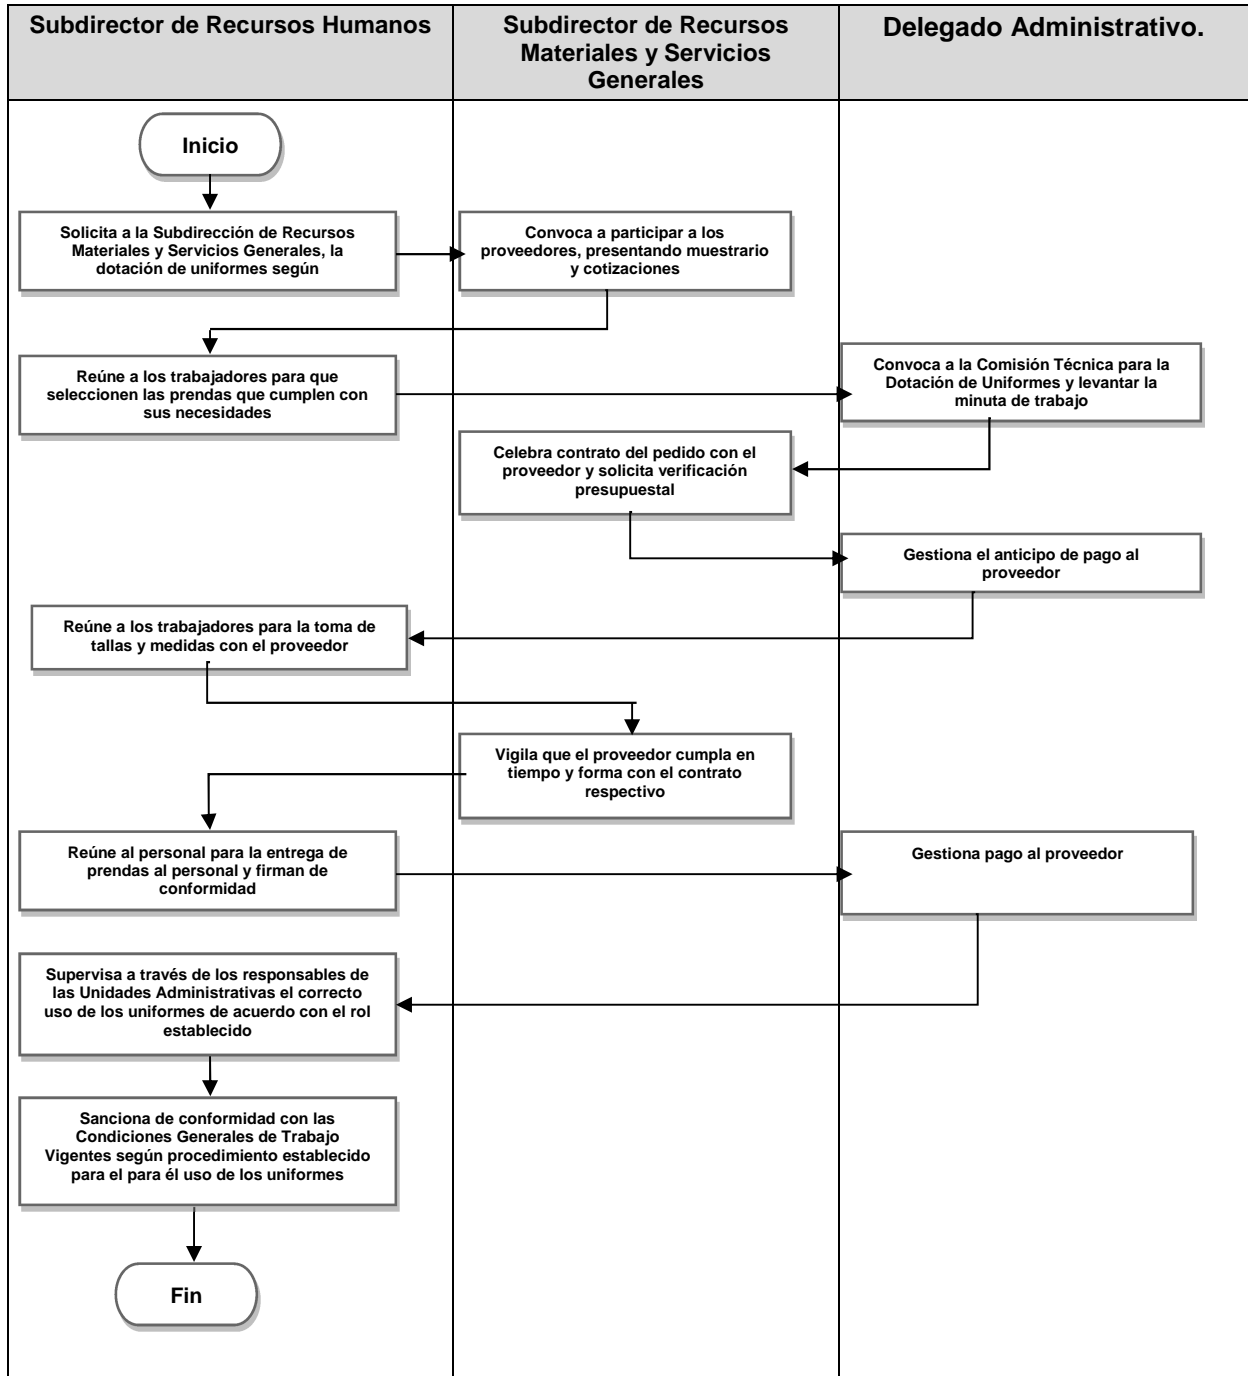 Subdirector de Recursos Humanos
Subdirector de Recursos
Materiales y Servicios
Generales
Delegado Administrativo.
Inicio
Solicita a la Subdirección de Recursos
Materiales y Servicios Generales, la
dotación de uniformes según
Convoca a participar a los
proveedores, presentando muestrario
y cotizaciones
Reúne a los trabajadores para que
seleccionen las prendas que cumplen con
sus necesidades
Convoca a la Comisión Técnica para la
Dotación de Uniformes y levantar la
minuta de trabajo
Celebra contrato del pedido con el
proveedor y solicita verificación
presupuestal
Gestiona el anticipo de pago al
proveedor
Reúne a los trabajadores para la toma de
tallas y medidas con el proveedor
Vigila que el proveedor cumpla en
tiempo y forma con el contrato
respectivo
Reúne al personal para la entrega de
prendas al personal y firman de
conformidad
Gestiona pago al proveedor
Supervisa a través de los responsables de
las Unidades Administrativas el correcto
uso de los uniformes de acuerdo con el rol
establecido
Sanciona de conformidad con las
Condiciones Generales de Trabajo
Vigentes según procedimiento establecido
para el para él uso de los uniformes
Fin